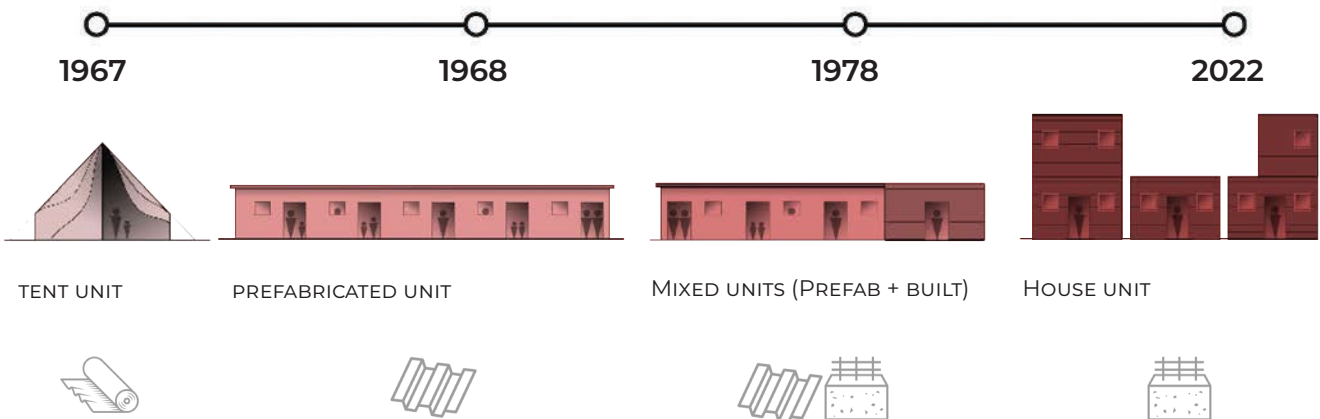 1967 1968 1978 2022
TENT UNIT PREFABRICATED UNIT MIXED UNITS (PREFAB + BUILT) HOUSE UNIT